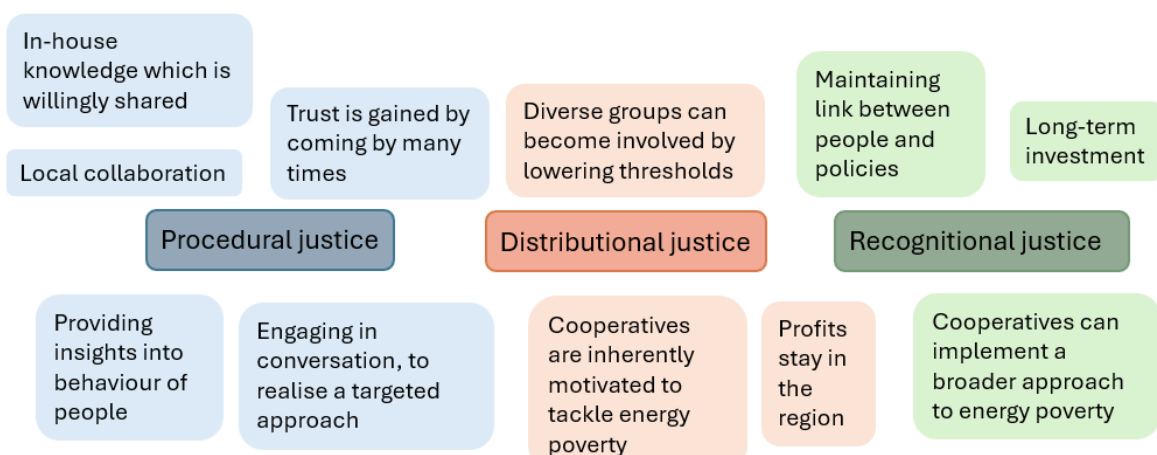 In-house
knowledge which is
willingly shared
Local collaboration
Trust is gained by
coming by many
times
Diverse groups can
become involved by
lowering thresholds
Maintaining
link between
people and
policies
Long-term
investment
Procedural justice
Distributional justice
Recognitional justice
Providing
insights into
behaviour of
people
Engaging in
conversation, to
realise a targeted
approach
Cooperatives
are inherently
motivated to
tackle energy
poverty
Profits
stay in
the
region
Cooperatives can
implement a
broader approach
to energy poverty